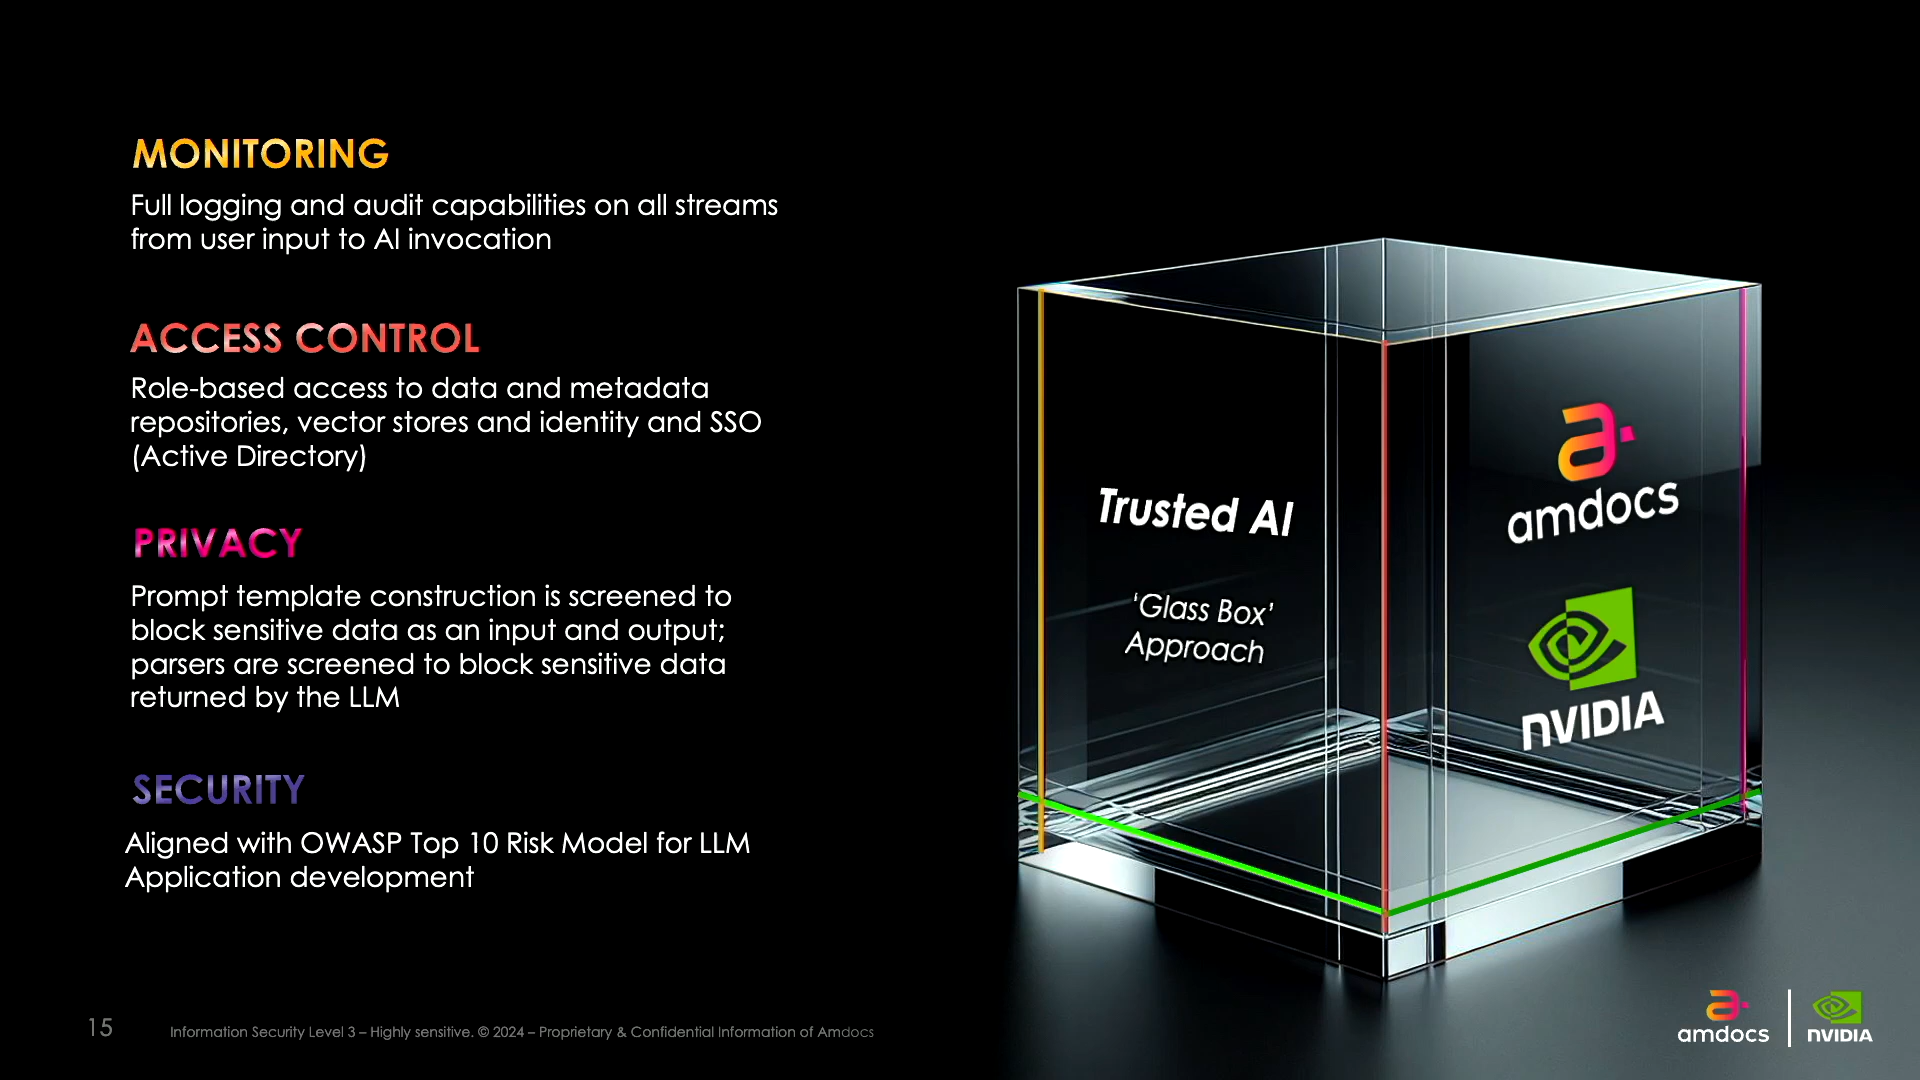 MONITORING
Full logging and audit capabilities on all streams
from user input to AI invocation
ACCESS CONTROL
Role-based access to data and metadata
repositories, vector stores and identity and SSO
(Active Directory)
PRIVACY
Prompt template construction is screened to
block sensitive data as an input and output;
parsers are screened to block sensitive data
returned by the LLM
SECURITY
Aligned with OWASP Top 10 Risk Model for LLM
Application development
Trusted AI
‘Glass Box’
Approach
amdocs
NVIDIA
15
Information Security Level 3 – Highly sensitive. © 2024 – Proprietary & Confidential Information of Amdocs
amdocs
NVIDIA